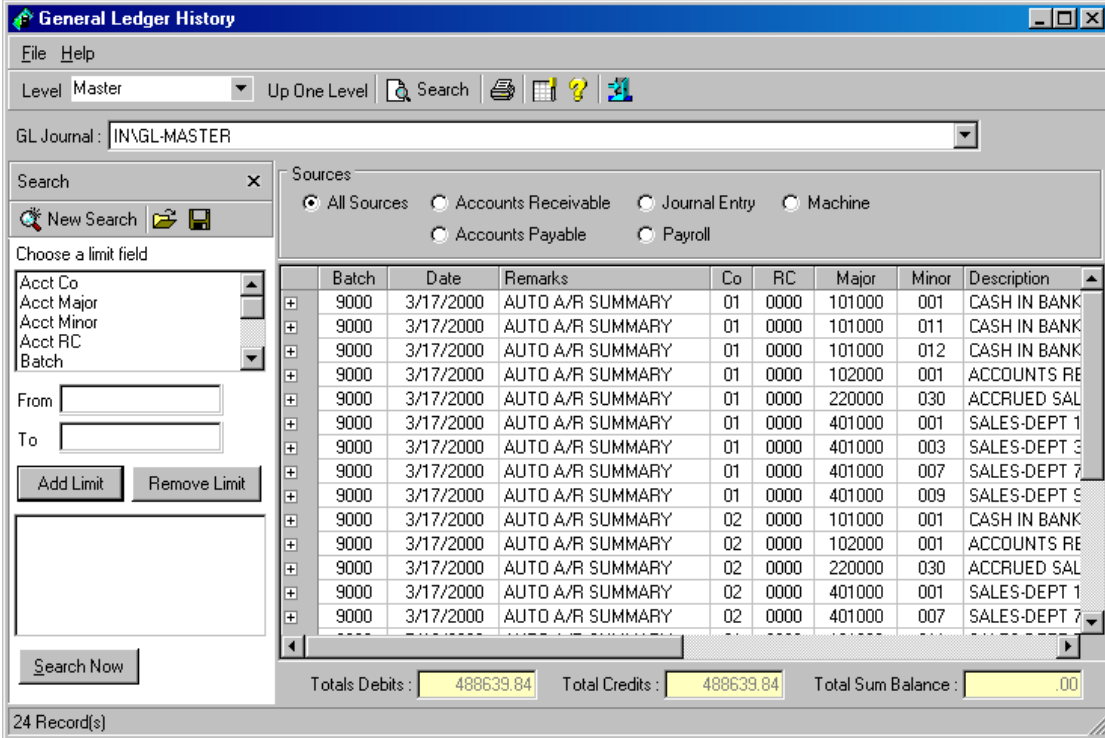 General Ledger History
File Help
Level Master Up One Level Search
GL Journal : IN\GL-MASTER
Search
New Search
Choose a limit field
Acct Co
Acct Major
Acct Minor
Acct RC
Batch
From
To
Add Limit Remove Limit
Search Now
Sources
All Sources Accounts Receivable Journal Entry Machine
Accounts Payable Payroll
Batch Date Remarks Co RC Major Minor Description
9000 3/17/2000 AUTO A/R SUMMARY 01 0000 101000 001 CASH IN BANK
9000 3/17/2000 AUTO A/R SUMMARY 01 0000 101000 011 CASH IN BANK
9000 3/17/2000 AUTO A/R SUMMARY 01 0000 101000 012 CASH IN BANK
9000 3/17/2000 AUTO A/R SUMMARY 01 0000 102000 001 ACCOUNTS RE
9000 3/17/2000 AUTO A/R SUMMARY 01 0000 220000 030 ACCRUED SAL
9000 3/17/2000 AUTO A/R SUMMARY 01 0000 401000 001 SALES-DEPT 1
9000 3/17/2000 AUTO A/R SUMMARY 01 0000 401000 003 SALES-DEPT 3
9000 3/17/2000 AUTO A/R SUMMARY 01 0000 401000 007 SALES-DEPT 7
9000 3/17/2000 AUTO A/R SUMMARY 01 0000 401000 009 SALES-DEPT 9
9000 3/17/2000 AUTO A/R SUMMARY 02 0000 101000 001 CASH IN BANK
9000 3/17/2000 AUTO A/R SUMMARY 02 0000 102000 001 ACCOUNTS RE
9000 3/17/2000 AUTO A/R SUMMARY 02 0000 220000 030 ACCRUED SAL
9000 3/17/2000 AUTO A/R SUMMARY 02 0000 401000 001 SALES-DEPT 1
9000 3/17/2000 AUTO A/R SUMMARY 02 0000 401000 007 SALES-DEPT 7
Totals Debits : 488639.84 Total Credits : 488639.84 Total Sum Balance : .00
24 Record(s)